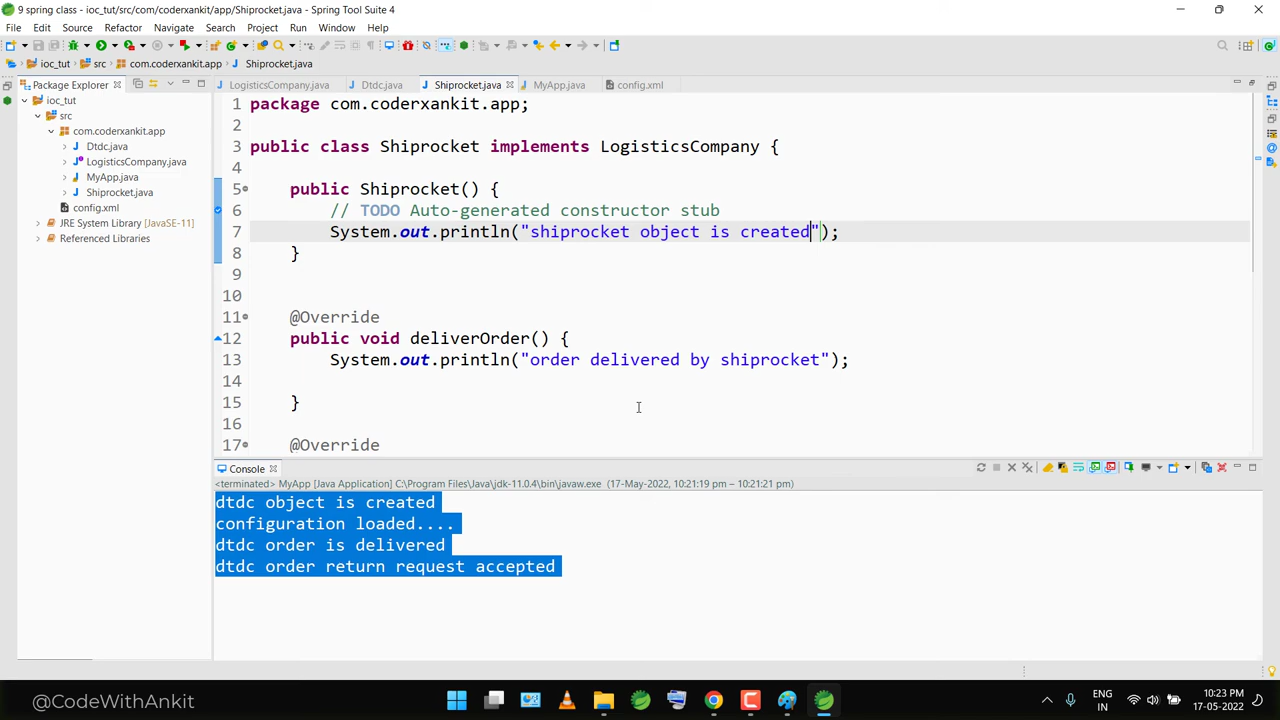 9 spring class - ioc_tut/src/com/coderxankit/app/Shiprocket.java - Spring Tool Suite 4
File Edit Source Refactor Navigate Search Project Run Window Help
ioc_tut src com.coderxankit.app Shiprocket.java
Package Explorer
ioc_tut
src
com.coderxankit.app
Dtdc.java
LogisticsCompany.java
MyApp.java
Shiprocket.java
config.xml
JRE System Library [JavaSE-11]
Referenced Libraries
LogisticsCompany.java Dtdc.java Shiprocket.java MyApp.java config.xml
1 package com.coderxankit.app;
2
3 public class Shiprocket implements LogisticsCompany {
4
5 public Shiprocket() {
6 // TODO Auto-generated constructor stub
7 System.out.println("shiprocket object is created");
8 }
9
10
11 @Override
12 public void deliverOrder() {
13 System.out.println("order delivered by shiprocket");
14
15 }
16
17 @Override
Console
<terminated> MyApp [Java Application] C:\Program Files\Java\jdk-11.0.4\bin\javaw.exe (17-May-2022, 10:21:19 pm – 10:21:21 pm)
dtdc object is created
configuration loaded....
dtdc order is delivered
dtdc order return request accepted
@CodeWithAnkit
ENG
IN
10:23 PM
17-05-2022